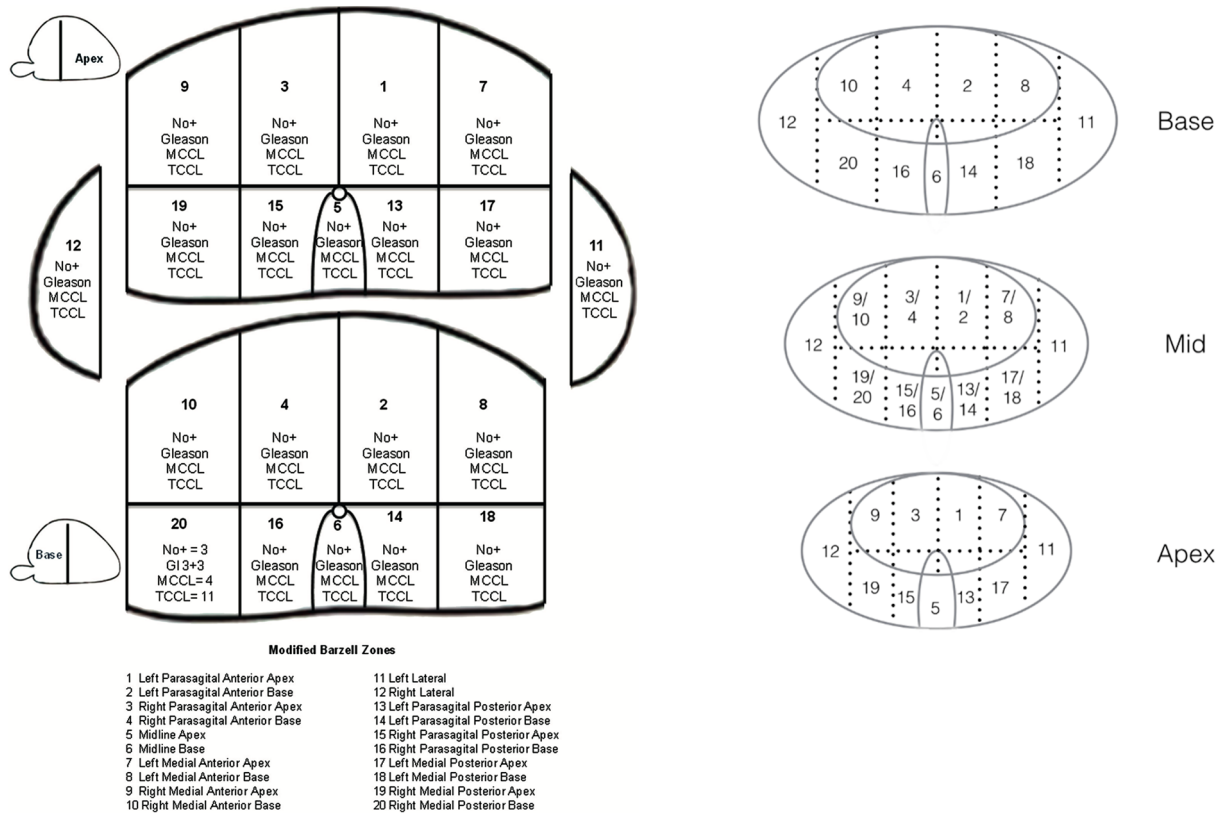 Apex
9 3 1 7
No+ No+ No+ No+
Gleason Gleason Gleason Gleason
MCCL MCCL MCCL MCCL
TCCL TCCL TCCL TCCL
19 15 5 13 17
No+ No+ No+ No+ No+
Gleason Gleason Gleason Gleason Gleason
MCCL MCCL MCCL MCCL MCCL
TCCL TCCL TCCL TCCL TCCL
12
No+
Gleason
MCCL
TCCL
11
No+
Gleason
MCCL
TCCL
10 4 2 8
No+ No+ No+ No+
Gleason Gleason Gleason Gleason
MCCL MCCL MCCL MCCL
TCCL TCCL TCCL TCCL
Base
20 16 6 14 18
No+ = 3 No+ No+ No+ No+
Gl 3+3 Gleason Gleason Gleason Gleason
MCCL= 4 MCCL MCCL MCCL MCCL
TCCL= 11 TCCL TCCL TCCL TCCL
Modified Barzell Zones
1 Left Parasagital Anterior Apex
2 Left Parasagital Anterior Base
3 Right Parasagital Anterior Apex
4 Right Parasagital Anterior Base
5 Midline Apex
6 Midline Base
7 Left Medial Anterior Apex
8 Left Medial Anterior Base
9 Right Medial Anterior Apex
10 Right Medial Anterior Base
11 Left Lateral
12 Right Lateral
13 Left Parasagital Posterior Apex
14 Left Parasagital Posterior Base
15 Right Parasagital Posterior Apex
16 Right Parasagital Posterior Base
17 Left Medial Posterior Apex
18 Left Medial Posterior Base
19 Right Medial Posterior Apex
20 Right Medial Posterior Base
10 4 2 8
12 11 Base
20 16 6 14 18
9/ 3/ 1/ 7/
10 4 2 8
12 11 Mid
19/ 15/ 5/ 13/ 17/
20 16 6 14 18
9 3 1 7
12 11 Apex
19 15 5 13 17